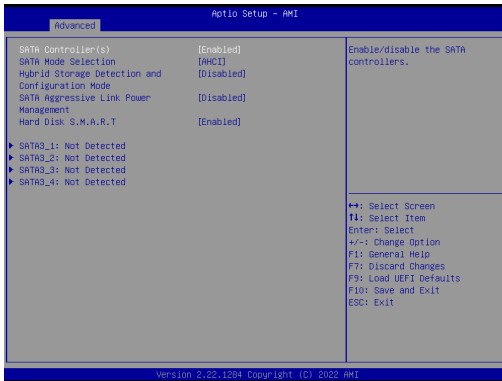 Aptio Setup - AMI
Advanced
SATA Controller(s) [Enabled]
SATA Mode Selection [AHCI]
Hybrid Storage Detection and [Disabled]
Configuration Mode
SATA Aggressive Link Power [Disabled]
Management
Hard Disk S.M.A.R.T [Enabled]
SATA3_1: Not Detected
SATA3_2: Not Detected
SATA3_3: Not Detected
SATA3_4: Not Detected
Enable/disable the SATA
controllers.
↔: Select Screen
↑↓: Select Item
Enter: Select
+/-: Change Option
F1: General Help
F7: Discard Changes
F9: Load UEFI Defaults
F10: Save and Exit
ESC: Exit
Version 2.22.1284 Copyright (C) 2022 AMI